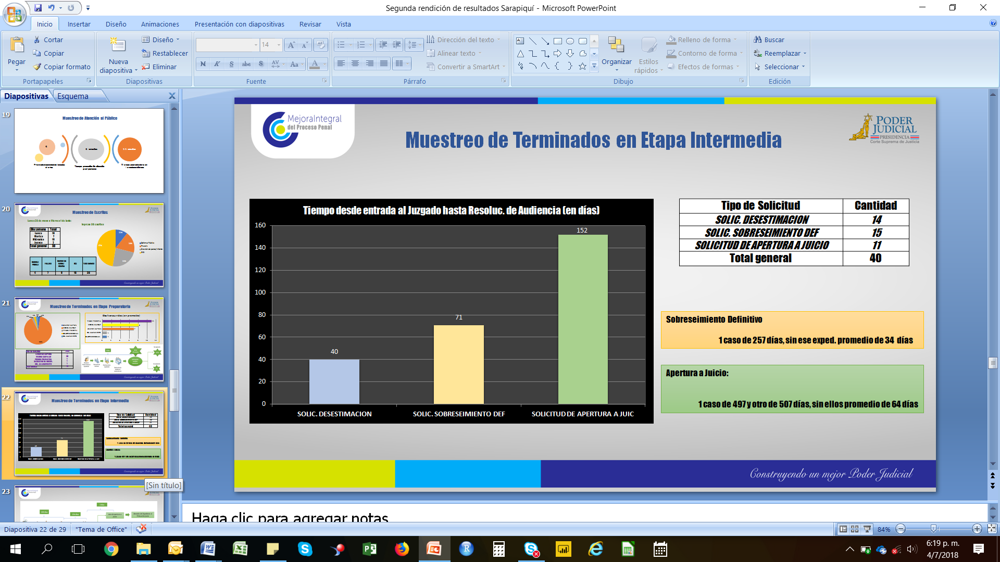 Segunda rendición de resultados Sarapiquí - Microsoft PowerPoint
Inicio
Insertar
Diseño
Animaciones
Presentación con diapositivas
Revisar
Vista
Pegar
Cortar
Copiar
Copiar formato
Portapapeles
Nueva diapositiva
Diseño
Restablecer
Eliminar
Diapositivas
14
Fuente
Dirección del texto
Alinear texto
Convertir a SmartArt
Párrafo
Organizar
Estilos rápidos
Relleno de forma
Contorno de forma
Efectos de formas
Dibujo
Buscar
Reemplazar
Seleccionar
Edición
Diapositivas
Esquema
19
Muestreo de Atención al Público
20
Muestreo de Escritos
21
Muestreo de Terminados en Etapa Preparatoria
22
Muestreo de Terminados en Etapa Intermedia
23
[Sin título]
MejoraIntegral
del Proceso Penal
Muestreo de Terminados en Etapa Intermedia
PODER
JUDICIAL
PRESIDENCIA
Corte Suprema de Justicia
Tiempo desde entrada al Juzgado hasta Resoluc. de Audiencia (en días)
160
140
120
100
80
60
40
20
0
40
71
152
SOLIC. DESESTIMACION
SOLIC. SOBRESEIMIENTO DEF
SOLICITUD DE APERTURA A JUIC
Tipo de Solicitud Cantidad
SOLIC. DESESTIMACION 14
SOLIC. SOBRESEIMIENTO DEF 15
SOLICITUD DE APERTURA A JUICIO 11
Total general 40
Sobreseimiento Definitivo
1 caso de 257 días, sin ese exped. promedio de 34 días
Apertura a Juicio:
1 caso de 497 y otro de 507 días, sin ellos promedio de 64 días
Construyendo un mejor Poder Judicial
Haga clic para agregar notas
Diapositiva 22 de 29
"Tema de Office"
84%
6:19 p. m.
4/7/2018